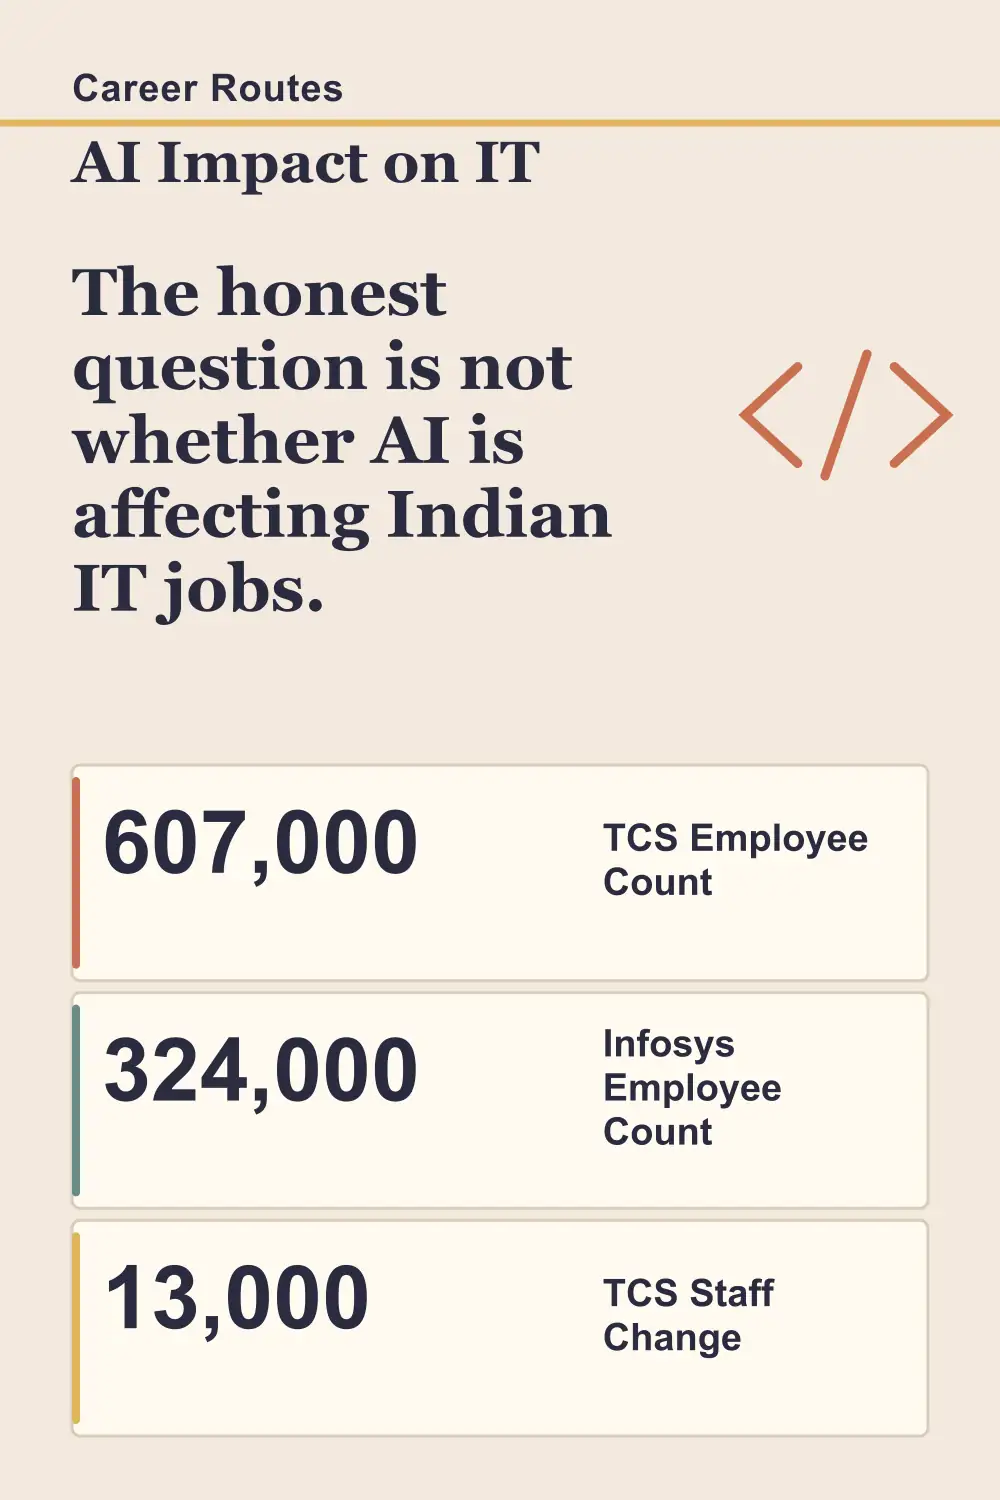 Career Routes
AI Impact on IT
The honest
question is not
whether AI is
affecting Indian
IT jobs.
</>
607,000
TCS Employee
Count
324,000
Infosys
Employee
Count
13,000
TCS Staff
Change